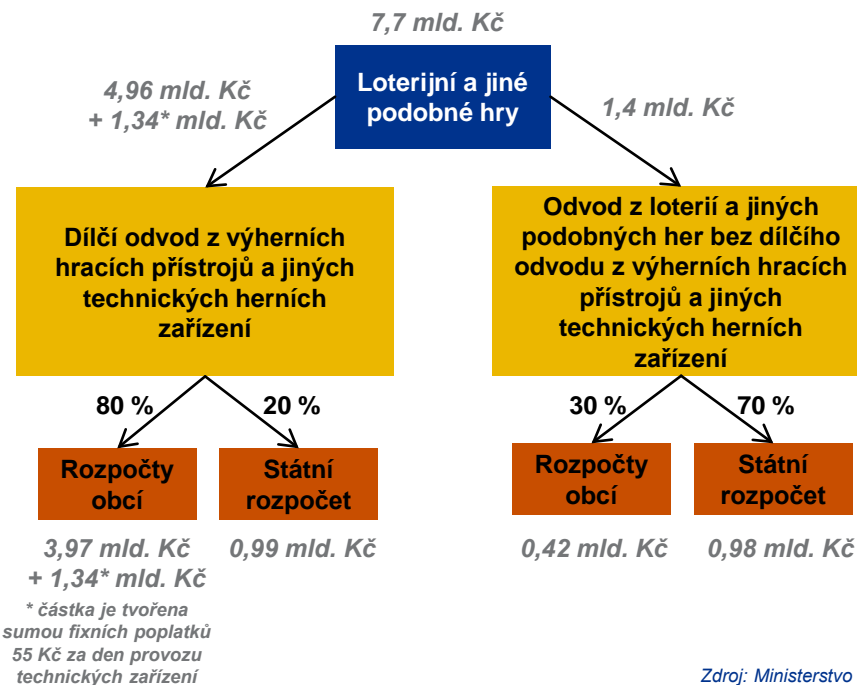 7,7 mld. Kč
Loterijní a jiné
podobné hry
4,96 mld. Kč
+ 1,34* mld. Kč
1,4 mld. Kč
Dílčí odvod z výherních
hracích přístrojů a jiných
technických herních
zařízení
Odvod z loterií a jiných
podobných her bez dílčího
odvodu z výherních hracích
přístrojů a jiných
technických herních
zařízení
80 %
20 %
30 %
70 %
Rozpočty
obcí
Státní
rozpočet
Rozpočty
obcí
Státní
rozpočet
3,97 mld. Kč
+ 1,34* mld. Kč
0,99 mld. Kč
0,42 mld. Kč
0,98 mld. Kč
* částka je tvořena
sumou fixních poplatků
55 Kč za den provozu
technických zařízení
Zdroj: Ministerstvo